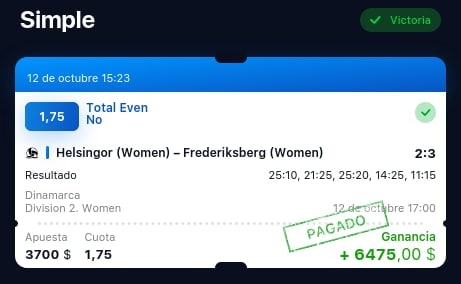 Simple
Victoria
12 de octubre 15:23
1,75
Total Even
No
Helsingor (Women) – Frederiksberg (Women) 2:3
Resultado 25:10, 21:25, 25:20, 14:25, 11:15
Dinamarca
Division 2. Women 12 de octubre 17:00
PAGADO
Apuesta Cuota Ganancia
3700 $ 1,75 + 6475,00 $